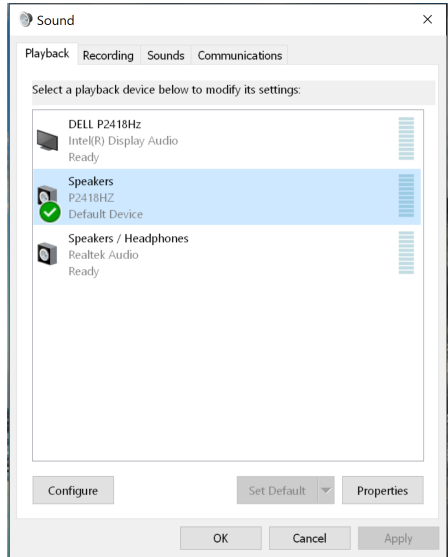 Sound
Playback Recording Sounds Communications
Select a playback device below to modify its settings:
DELL P2418Hz
Intel(R) Display Audio
Ready
Speakers
P2418HZ
Default Device
Speakers / Headphones
Realtek Audio
Ready
Configure Set Default Properties
OK Cancel Apply